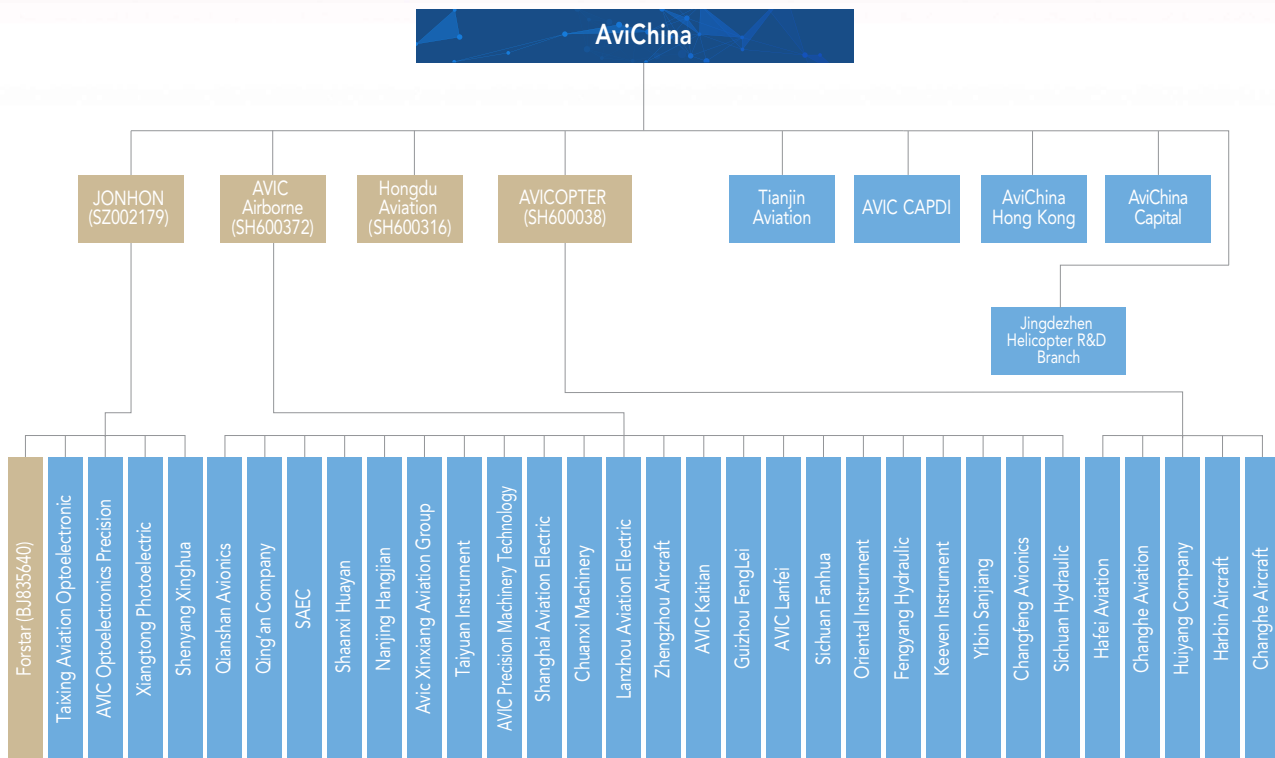 AviChina
JONHON
(SZ002179)
AVIC
Airborne
(SH600372)
Hongdu
Aviation
(SH600316)
AVICOPTER
(SH600038)
Tianjin
Aviation
AVIC CAPDI
AviChina
Hong Kong
AviChina
Capital
Jingdezhen
Helicopter R&D
Branch
Forstar (BJ835640)
Taixing Aviation Optoelectronic
AVIC Optoelectronics Precision
Xiangtong Photoelectric
Shenyang Xinghua
Qianshan Avionics
Qing'an Company
SAEC
Shaanxi Huayan
Nanjing Hangjian
Avic Xinxiang Aviation Group
Taiyuan Instrument
AVIC Precision Machinery Technology
Shanghai Aviation Electric
Chuanxi Machinery
Lanzhou Aviation Electric
Zhengzhou Aircraft
AVIC Kaitian
Guizhou FengLei
AVIC Lanfei
Sichuan Fanhua
Oriental Instrument
Fengyang Hydraulic
Keeven Instrument
Yibin Sanjiang
Changfeng Avionics
Sichuan Hydraulic
Hafei Aviation
Changhe Aviation
Huiyang Company
Harbin Aircraft
Changhe Aircraft